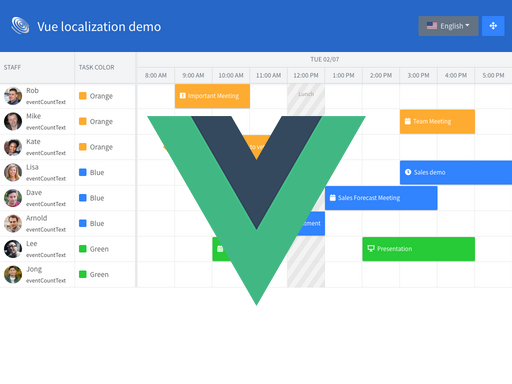 Vue localization demo
English
STAFF
TASK COLOR
TUE 02/07
8:00 AM
9:00 AM
10:00 AM
11:00 AM
12:00 PM
1:00 PM
2:00 PM
3:00 PM
4:00 PM
5:00 PM
Rob
eventCountText
Orange
Important Meeting
Lunch
Mike
eventCountText
Orange
Team Meeting
Kate
eventCountText
Orange
Lisa
eventCountText
Blue
Sales demo
Dave
eventCountText
Blue
Sales Forecast Meeting
Arnold
eventCountText
Blue
Lee
eventCountText
Green
Presentation
Jong
eventCountText
Green